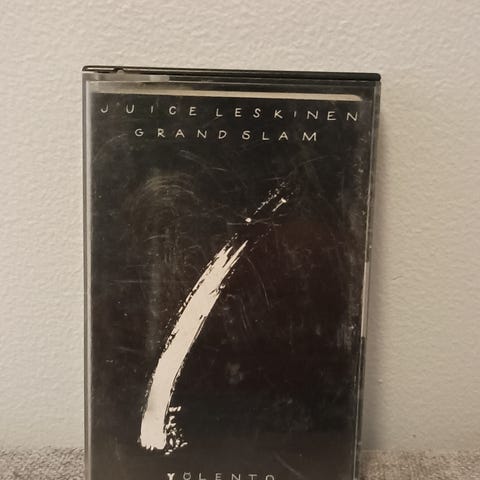 JUICE LESKINEN
GRAND SLAM
YÖLENTO